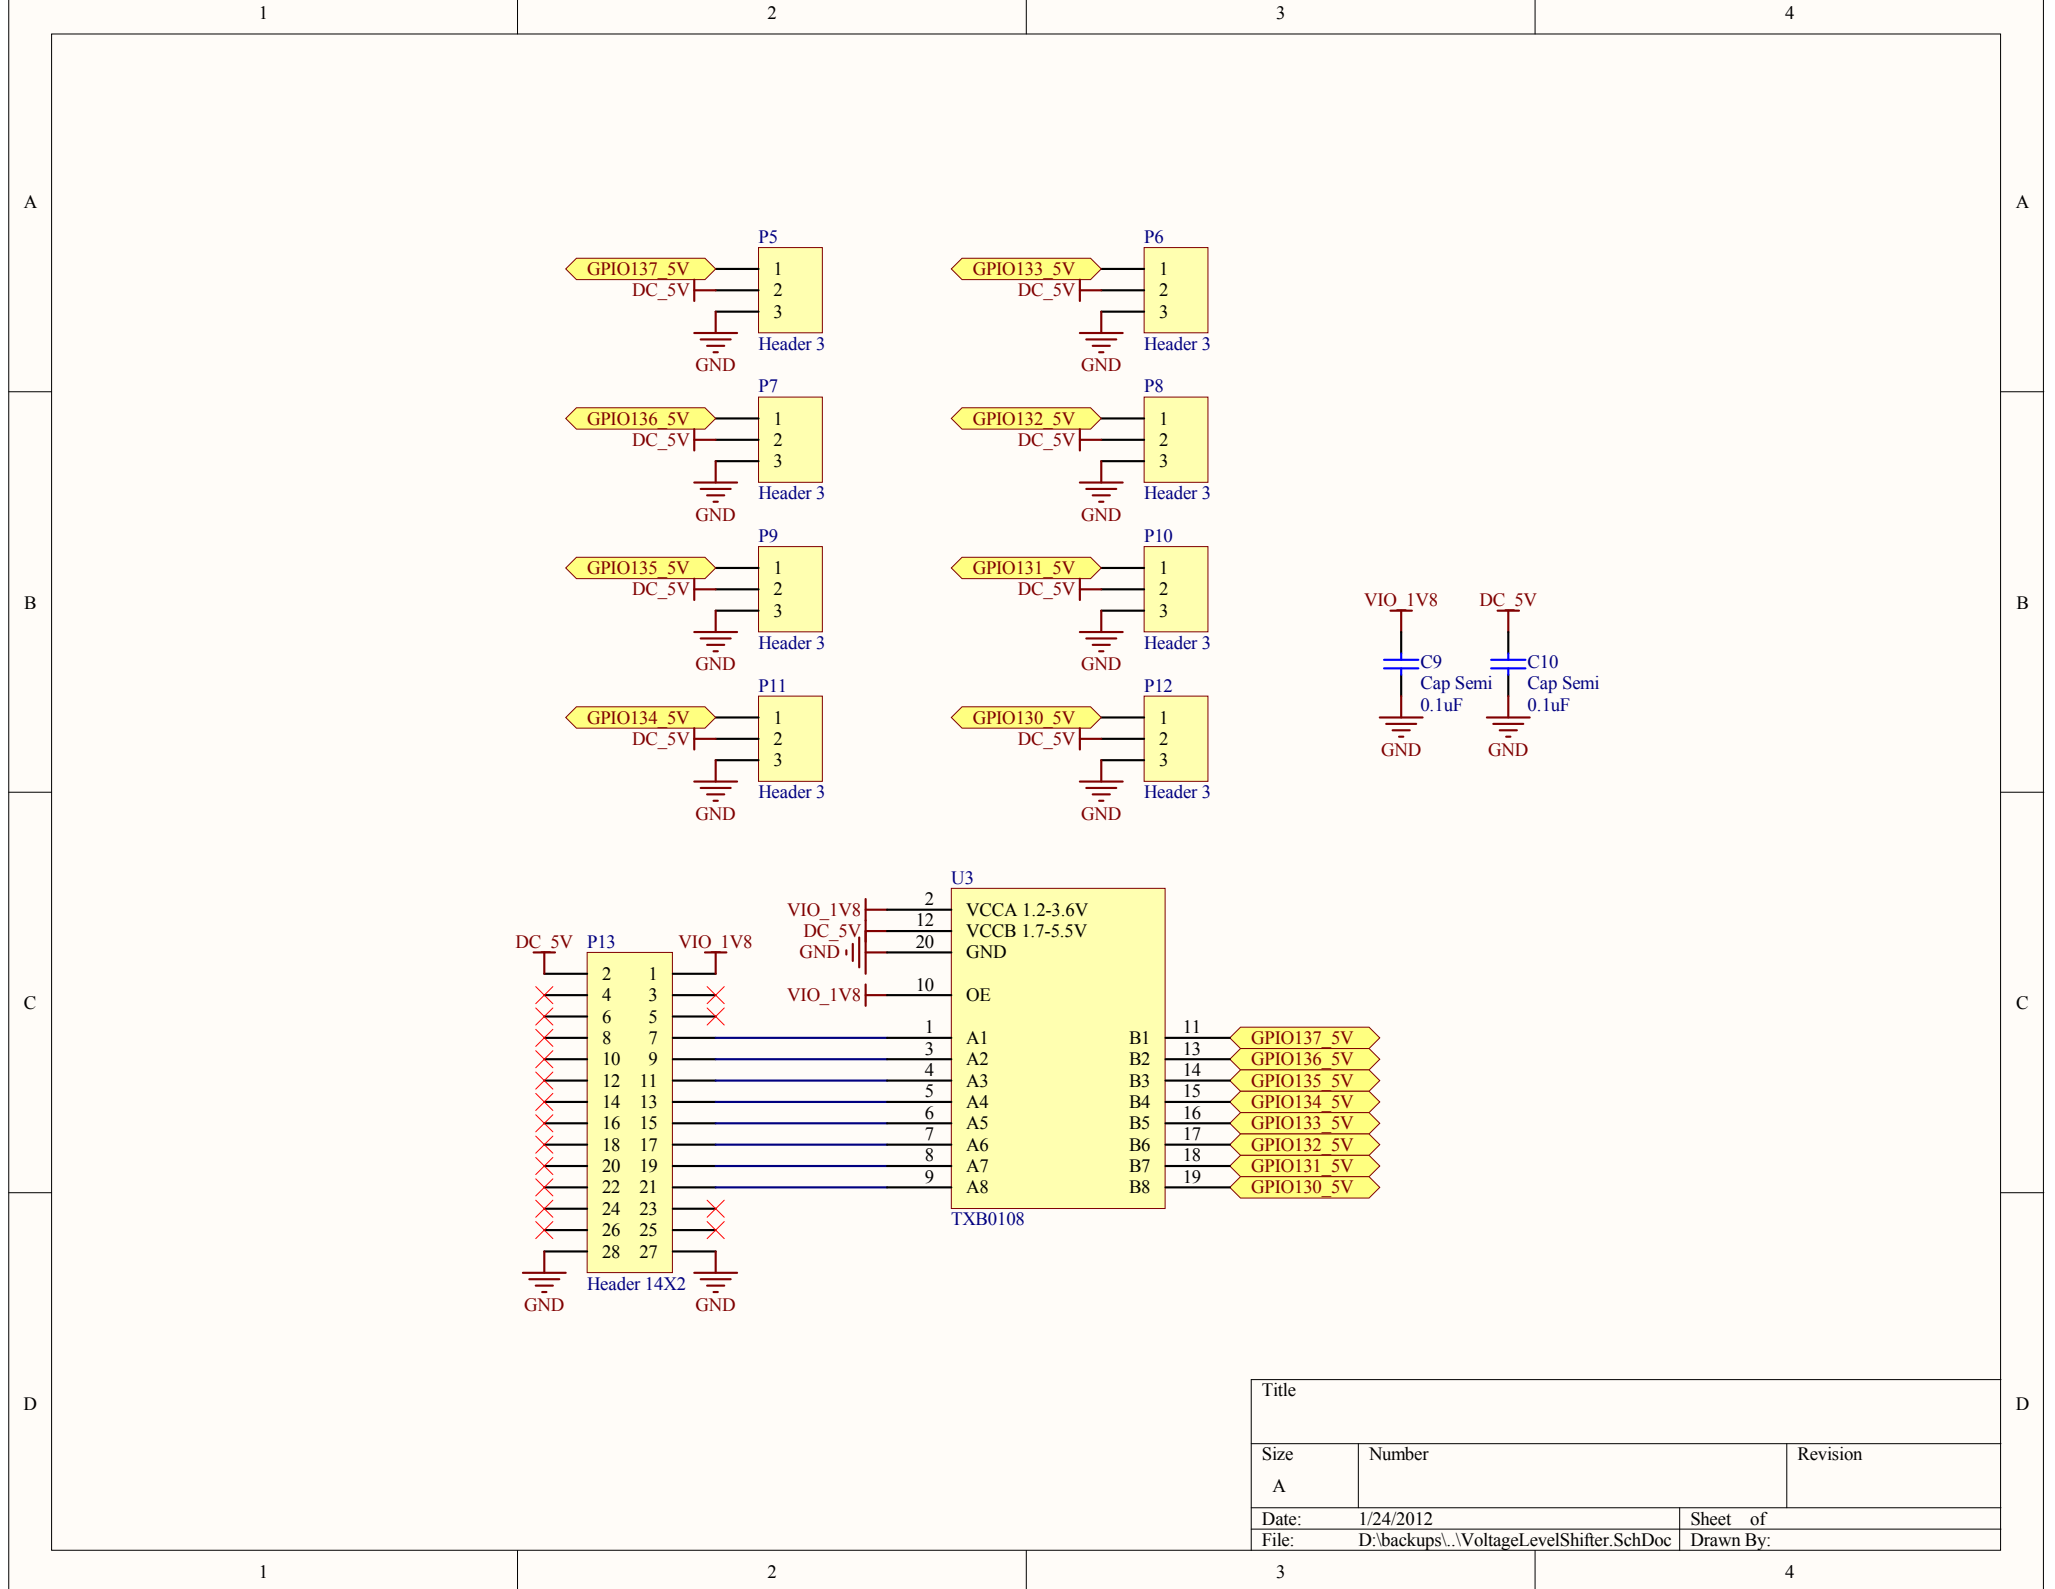 1 2 3 4
A A
P5 P6
GPIO137_5V 1 GPIO133_5V 1
DC_5V 2 DC_5V 2
3 3
Header 3 Header 3
GND GND
P7 P8
GPIO136_5V 1 GPIO132_5V 1
DC_5V 2 DC_5V 2
3 3
Header 3 Header 3
GND GND
P9 P10
GPIO135_5V 1 GPIO131_5V 1
DC_5V 2 DC_5V 2
3 3
Header 3 Header 3
GND GND
B B
VIO_1V8 DC_5V
C9 C10
Cap Semi Cap Semi
0.1uF 0.1uF
GND GND
P11 P12
GPIO134_5V 1 GPIO130_5V 1
DC_5V 2 DC_5V 2
3 3
Header 3 Header 3
GND GND
U3
VIO_1V8 2 VCCA 1.2-3.6V
DC_5V 12 VCCB 1.7-5.5V
GND 20 GND
VIO_1V8 10 OE
1 A1 B1 11 GPIO137_5V
3 A2 B2 13 GPIO136_5V
4 A3 B3 14 GPIO135_5V
5 A4 B4 15 GPIO134_5V
6 A5 B5 16 GPIO133_5V
7 A6 B6 17 GPIO132_5V
8 A7 B7 18 GPIO131_5V
9 A8 B8 19 GPIO130_5V
TXB0108
DC_5V P13 VIO_1V8
2 1
4 3
6 5
8 7
10 9
12 11
14 13
16 15
18 17
20 19
22 21
24 23
26 25
28 27
Header 14X2
GND GND
C C
D D
Title
Size Number Revision
A
Date: 1/24/2012 Sheet of
File: D:\backups\..\VoltageLevelShifter.SchDoc Drawn By:
1 2 3 4